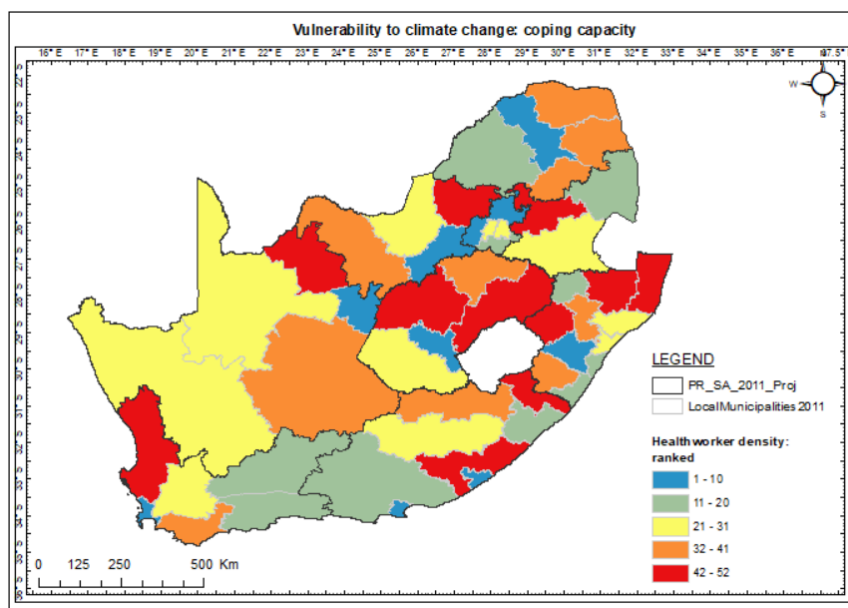 Vulnerability to climate change: coping capacity
16° E 17° E 18° E 19° E 20° E 21° E 22° E 23° E 24° E 25° E 26° E 27° E 28° E 29° E 30° E 31° E 32° E 33° E 34° E 35° E 36° E
W
S
LEGEND
PR_SA_2011_Proj
LocalMunicipalities 2011
Healthworker density:
ranked
1 - 10
11 - 20
21 - 31
32 - 41
42 - 52
0 125 250 500 Km